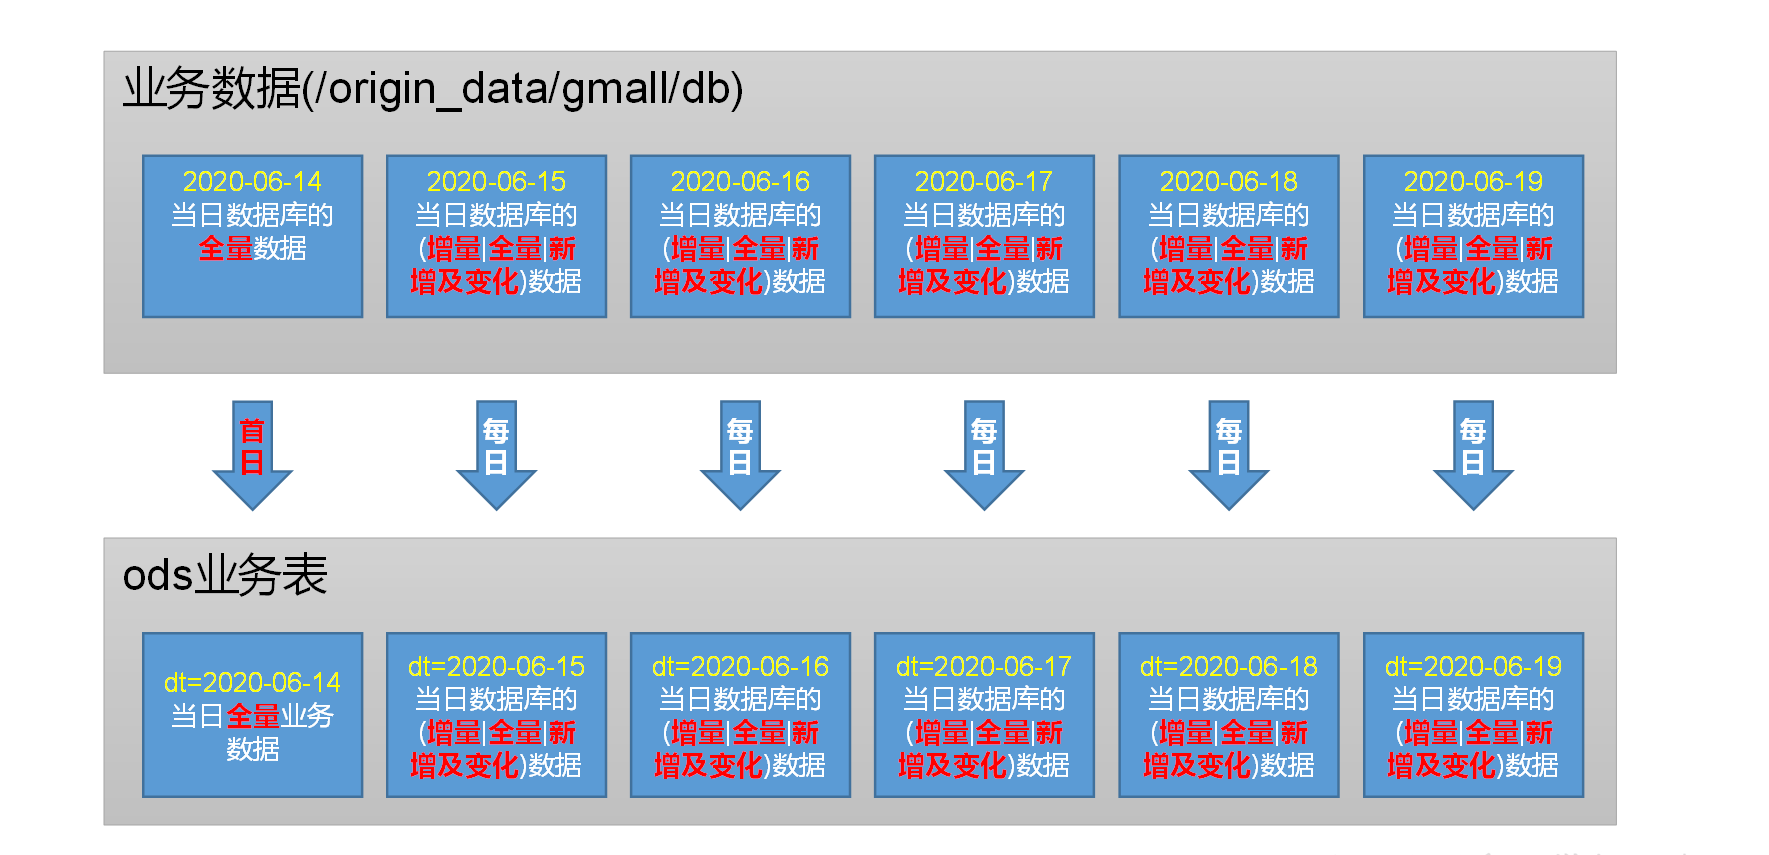 业务数据(/origin_data/gmall/db)
2020-06-14
当日数据库的
全量数据
2020-06-15
当日数据库的
(增量|全量|新
增及变化)数据
2020-06-16
当日数据库的
(增量|全量|新
增及变化)数据
2020-06-17
当日数据库的
(增量|全量|新
增及变化)数据
2020-06-18
当日数据库的
(增量|全量|新
增及变化)数据
2020-06-19
当日数据库的
(增量|全量|新
增及变化)数据
首
日
每
日
每
日
每
日
每
日
每
日
ods业务表
dt=2020-06-14
当日全量业务
数据
dt=2020-06-15
当日数据库的
(增量|全量|新
增及变化)数据
dt=2020-06-16
当日数据库的
(增量|全量|新
增及变化)数据
dt=2020-06-17
当日数据库的
(增量|全量|新
增及变化)数据
dt=2020-06-18
当日数据库的
(增量|全量|新
增及变化)数据
dt=2020-06-19
当日数据库的
(增量|全量|新
增及变化)数据